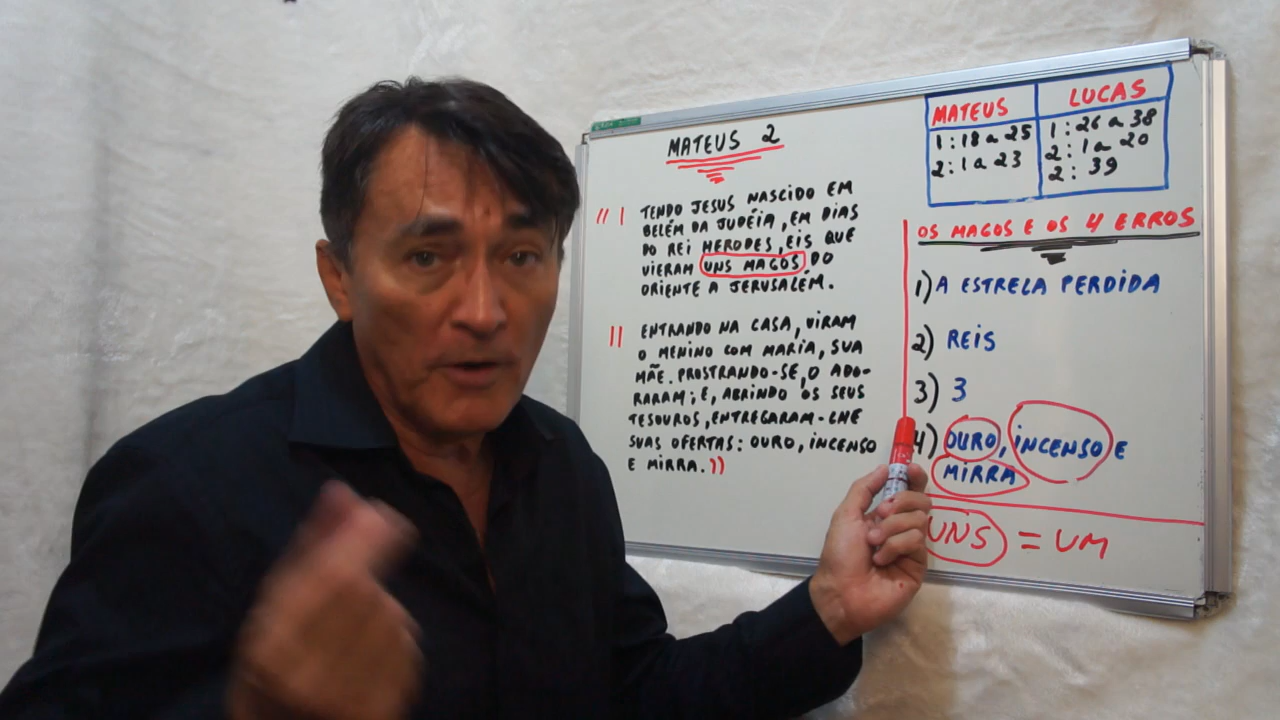 MATEUS 2
" 1 TENDO JESUS NASCIDO EM
BELÉM DA JUDÉIA, EM DIAS
DO REI HERODES, EIS QUE
VIERAM UNS MAGOS DO
ORIENTE A JERUSALÉM.
11 ENTRANDO NA CASA, VIRAM
O MENINO COM MARIA, SUA
MÃE. PROSTRANDO-SE, O ADO-
RARAM; E, ABRINDO OS SEUS
TESOUROS, ENTREGARAM-LHE
SUAS OFERTAS: OURO, INCENSO
E MIRRA. "
MATEUS LUCAS
1:18 a 25 1:26 a 38
2:1 a 23 2:1 a 20
2:39
OS MAGOS E OS 4 ERROS
1) A ESTRELA PERDIDA
2) REIS
3) 3
4) OURO, INCENSO E
MIRRA
UNS = UM